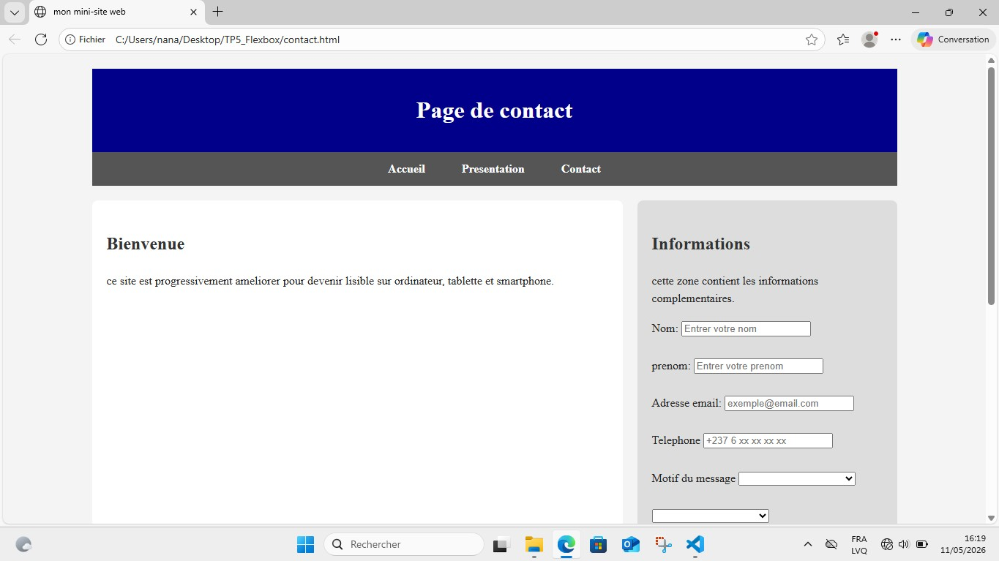 mon mini-site web
Fichier C:/Users/nana/Desktop/TP5_Flexbox/contact.html
Conversation
Page de contact
Accueil Presentation Contact
Bienvenue
ce site est progressivement ameliorer pour devenir lisible sur ordinateur, tablette et smartphone.
Informations
cette zone contient les informations
complementaires.
Nom: Entrer votre nom
prenom: Entrer votre prenom
Adresse email: exemple@email.com
Telephone +237 6 xx xx xx xx
Motif du message
Rechercher
FRA
LVQ
16:19
11/05/2026